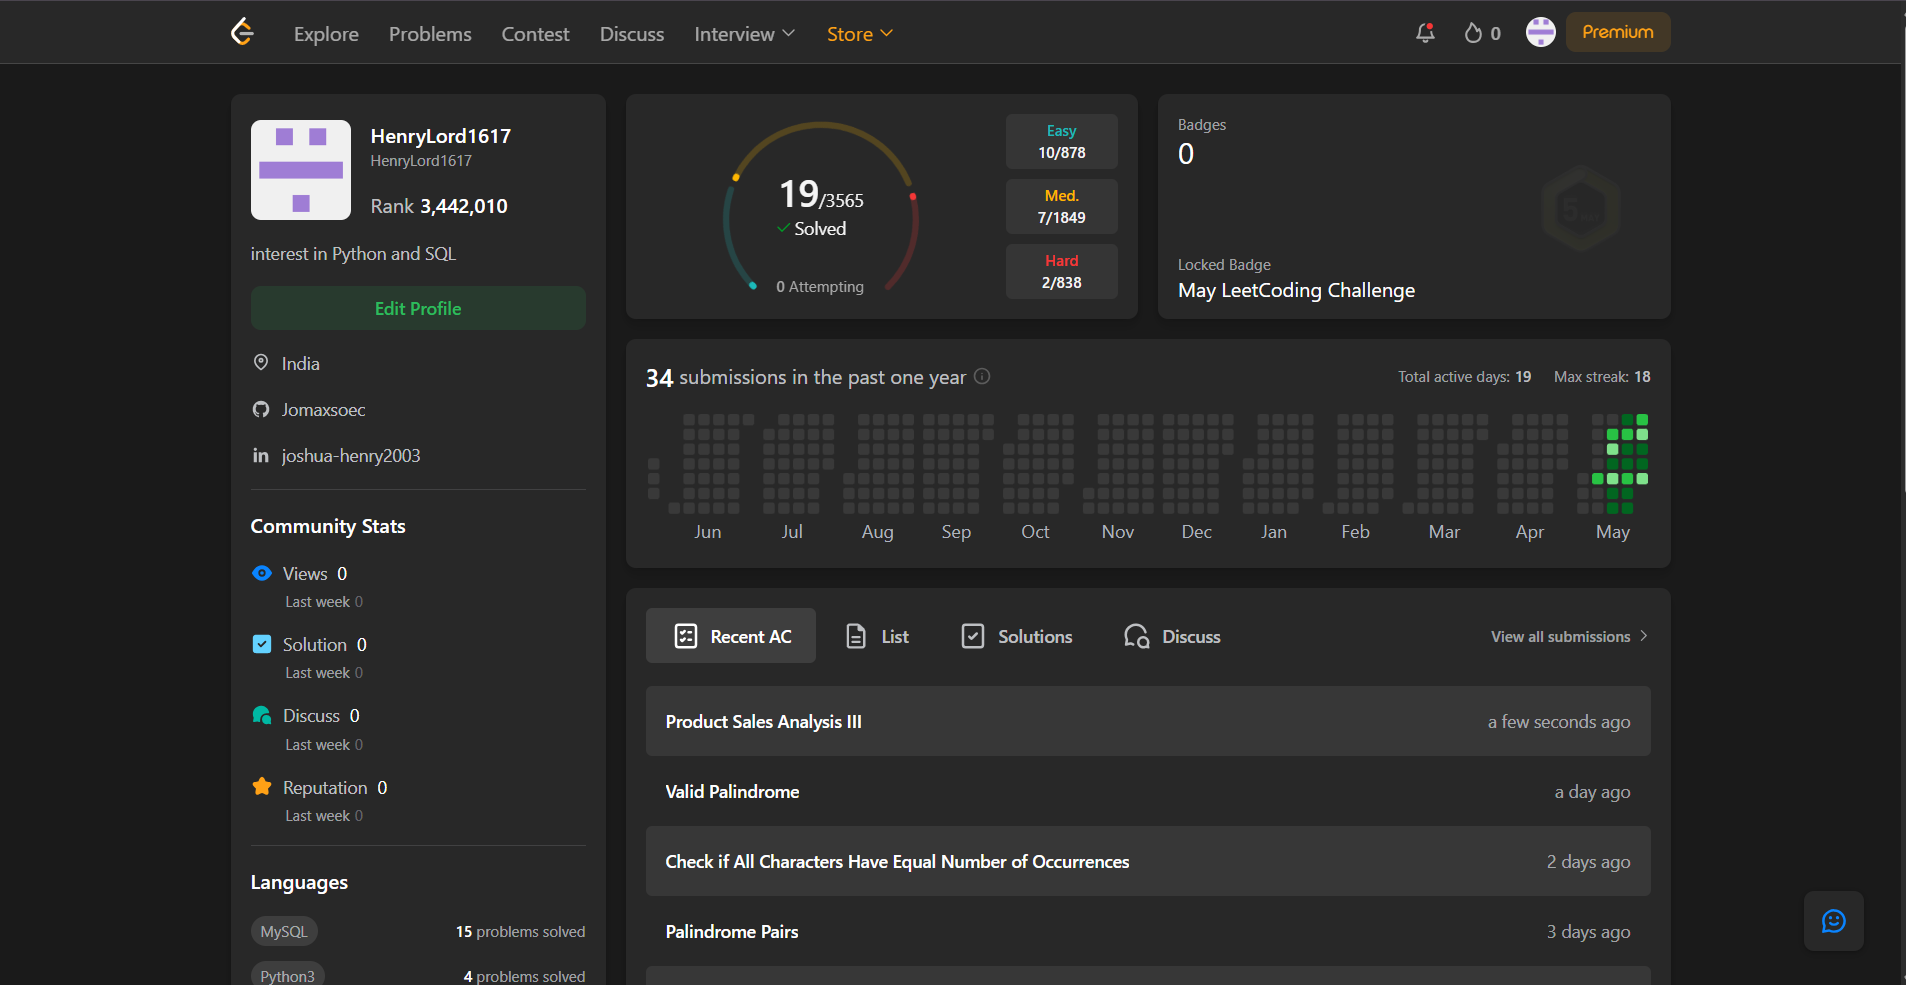 Explore Problems Contest Discuss Interview Store 0 Premium
HenryLord1617
HenryLord1617
Rank 3,442,010
interest in Python and SQL
Edit Profile
India
Jomaxsoec
in joshua-henry2003
Community Stats
Views 0
Last week 0
Solution 0
Last week 0
Discuss 0
Last week 0
Reputation 0
Last week 0
Languages
MySQL 15 problems solved
Python3 4 problems solved
19/3565
Solved
0 Attempting
Easy
10/878
Med.
7/1849
Hard
2/838
Badges
0
Locked Badge
May LeetCoding Challenge
34 submissions in the past one year
Total active days: 19 Max streak: 18
Jun Jul Aug Sep Oct Nov Dec Jan Feb Mar Apr May
Recent AC List Solutions Discuss View all submissions
Product Sales Analysis III a few seconds ago
Valid Palindrome a day ago
Check if All Characters Have Equal Number of Occurrences 2 days ago
Palindrome Pairs 3 days ago